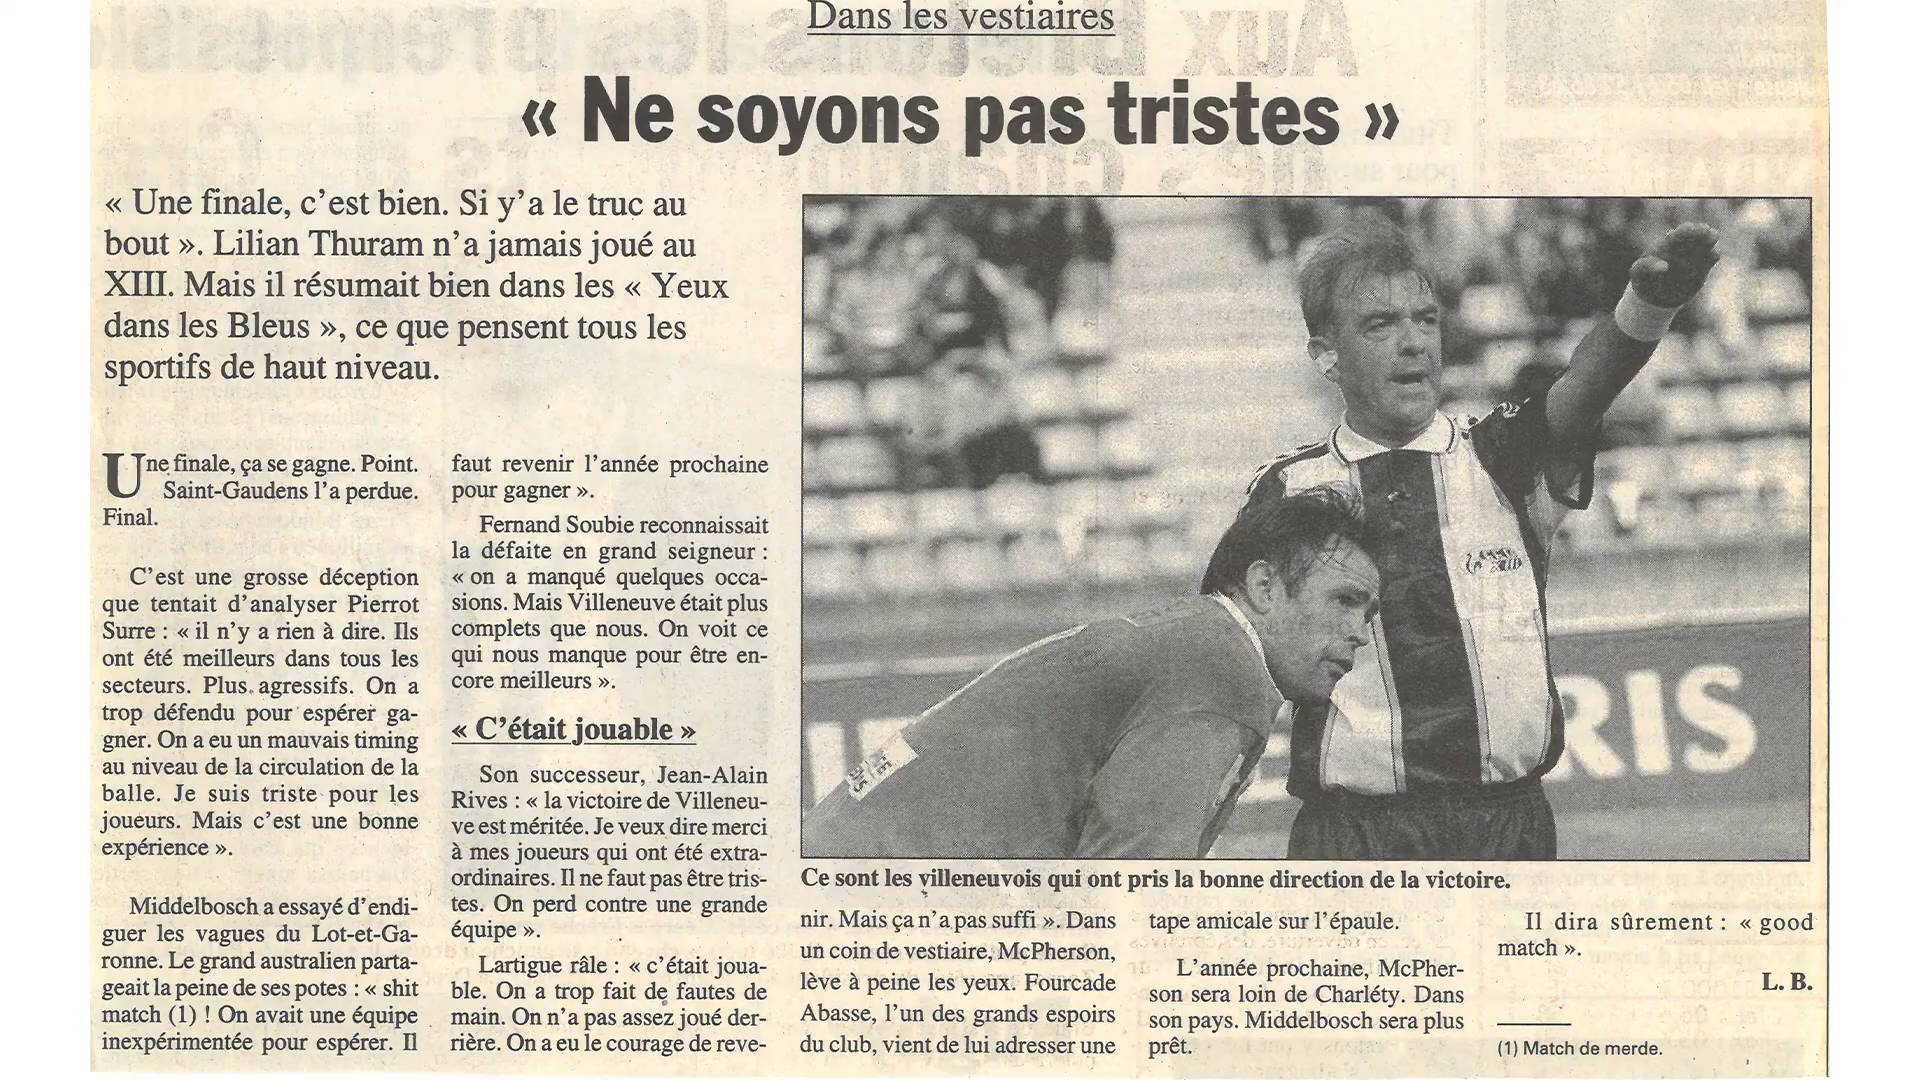 Dans les vestiaires
« Ne soyons pas tristes »
« Une finale, c’est bien. Si y’a le truc au
bout ». Lilian Thuram n’a jamais joué au
XIII. Mais il résumait bien dans les « Yeux
dans les Bleus », ce que pensent tous les
sportifs de haut niveau.
Une finale, ça se gagne. Point.
Saint-Gaudens l’a perdue.
Final.
C’est une grosse déception
que tentait d’analyser Pierrot
Surre : « il n’y a rien à dire. Ils
ont été meilleurs dans tous les
secteurs. Plus agressifs. On a
trop défendu pour espérer ga-
gner. On a eu un mauvais timing
au niveau de la circulation de la
balle. Je suis triste pour les
joueurs. Mais c’est une bonne
expérience ».
Middelbosch a essayé d’endi-
guer les vagues du Lot-et-Ga-
ronne. Le grand australien parta-
geait la peine de ses potes : « shit
match (1) ! On avait une équipe
inexpérimentée pour espérer. Il
faut revenir l’année prochaine
pour gagner ».
Fernand Soubie reconnaissait
la défaite en grand seigneur :
« on a manqué quelques occa-
sions. Mais Villeneuve était plus
complets que nous. On voit ce
qui nous manque pour être en-
core meilleurs ».
« C’était jouable »
Son successeur, Jean-Alain
Rives : « la victoire de Villeneu-
ve est méritée. Je veux dire merci
à mes joueurs qui ont été extra-
ordinaires. Il ne faut pas être tris-
tes. On perd contre une grande
équipe ».
Lartigue râle : « c’était joua-
ble. On a trop fait de fautes de
main. On n’a pas assez joué der-
rière. On a eu le courage de reve-
RIS
Ce sont les villeneuvois qui ont pris la bonne direction de la victoire.
nir. Mais ça n’a pas suffi ». Dans
un coin de vestiaire, McPherson,
lève à peine les yeux. Fourcade
Abasse, l’un des grands espoirs
du club, vient de lui adresser une
tape amicale sur l’épaule.
L’année prochaine, McPher-
son sera loin de Charléty. Dans
son pays. Middelbosch sera plus
prêt.
Il dira sûrement : « good
match ».
L. B.
(1) Match de merde.